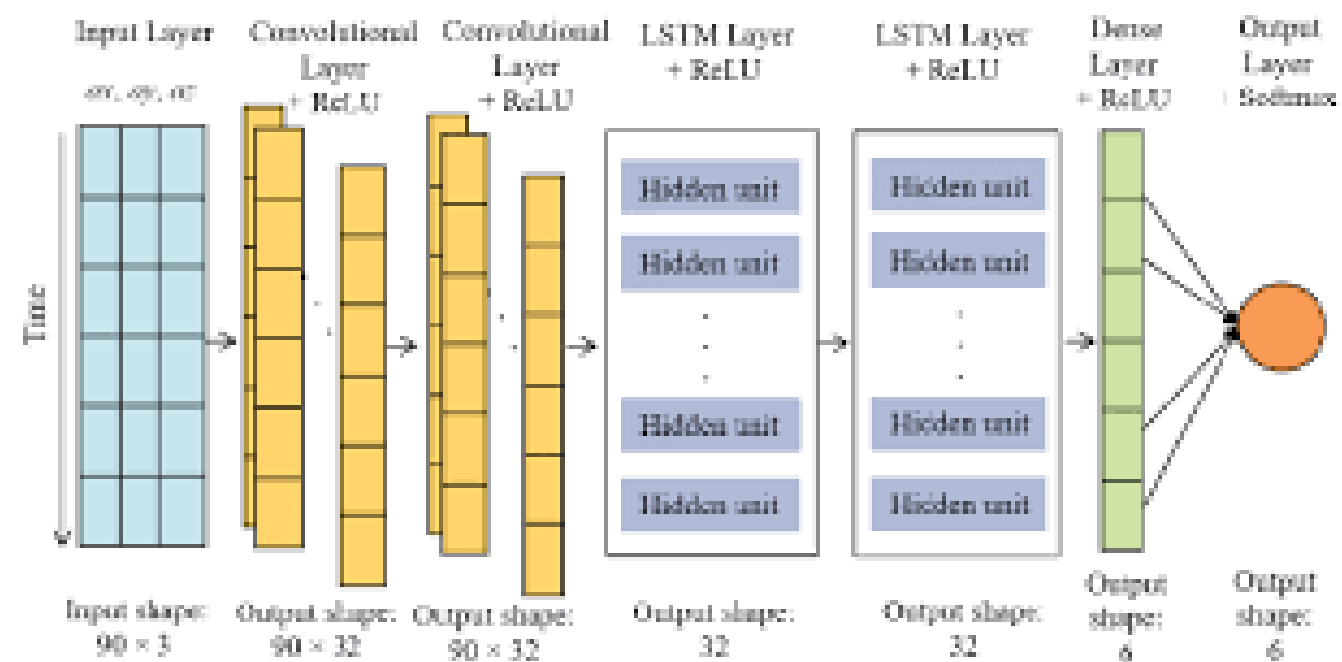 Input Layer
ax, ay, az
Convolutional
Layer
+ ReLU
Convolutional
Layer
+ ReLU
LSTM Layer
+ ReLU
LSTM Layer
+ ReLU
Dense
Layer
+ ReLU
Output
Layer
+ Softmax
Time
Hidden unit
Hidden unit
Hidden unit
Hidden unit
Hidden unit
Hidden unit
Hidden unit
Hidden unit
Input shape:
90 × 3
Output shape:
90 × 32
Output shape:
90 × 32
Output shape:
32
Output shape:
32
Output
shape:
6
Output
shape:
6